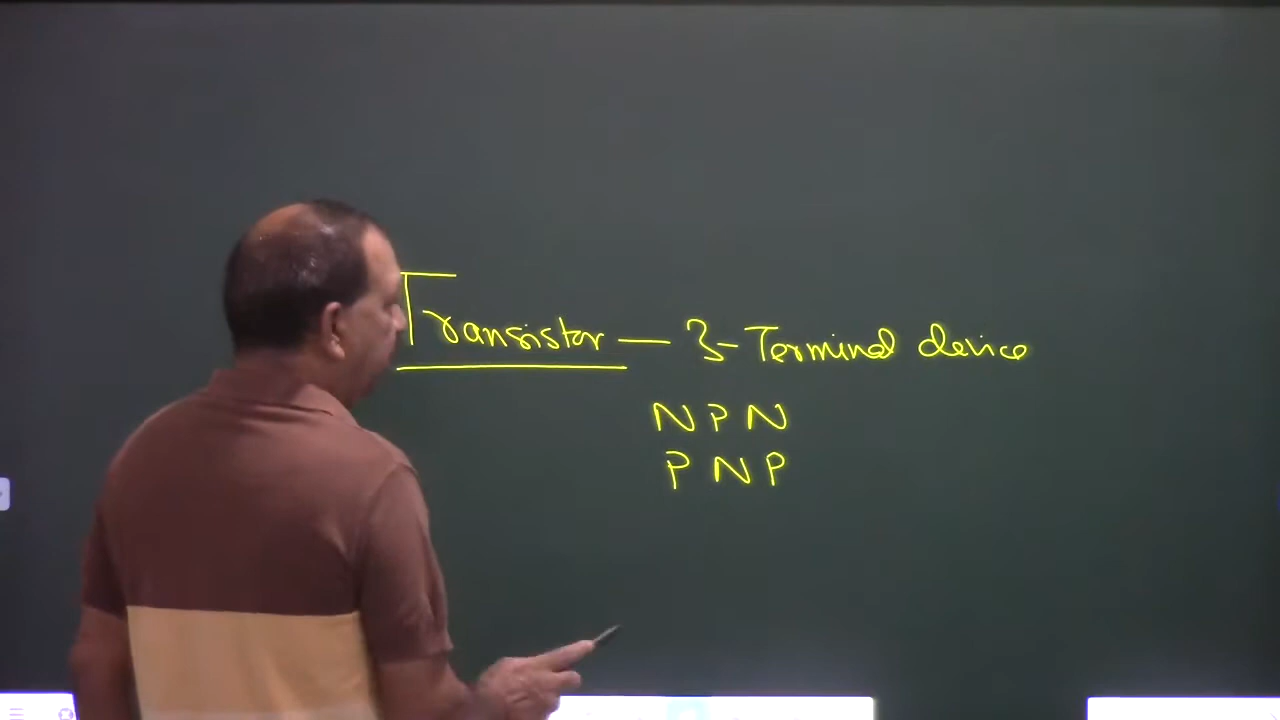 Transistor — 3-Terminal device
NPN
PNP